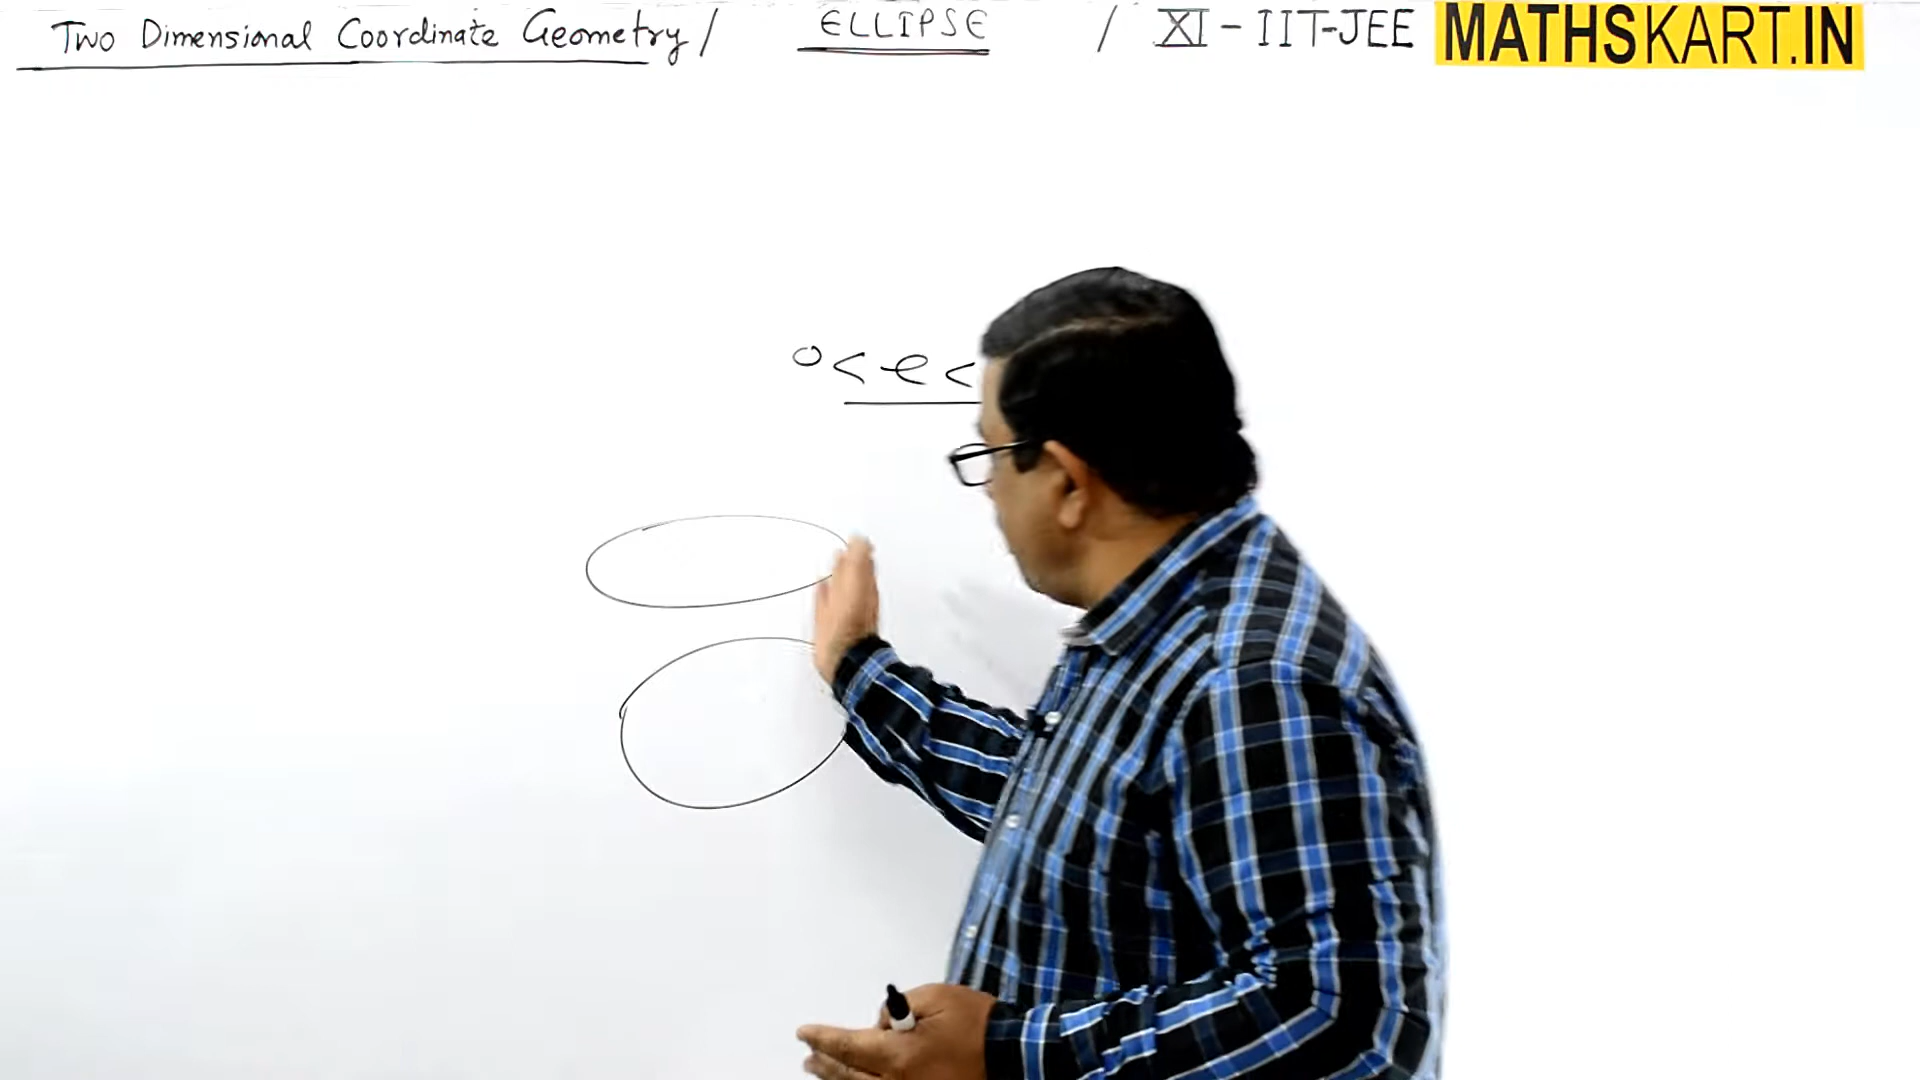 Two Dimensional Coordinate Geometry / ELLIPSE / XI - IIT-JEE MATHSKART.IN
0 < e <